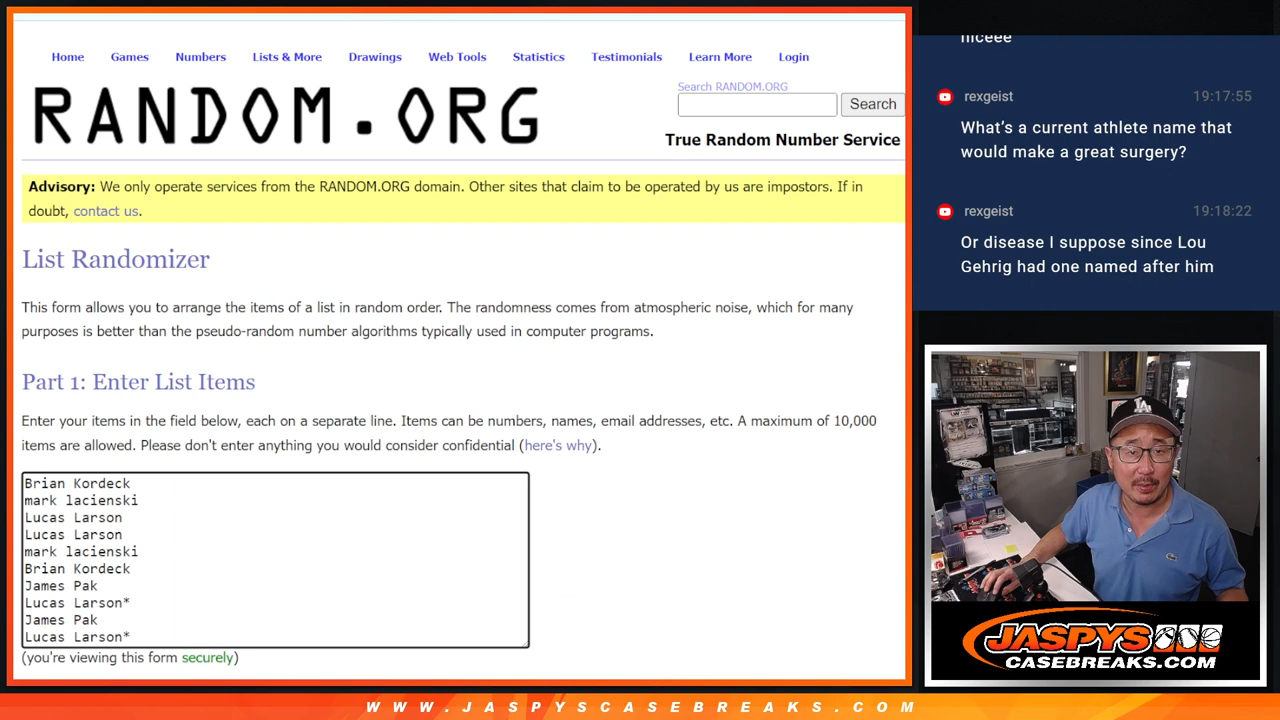 Home Games Numbers Lists & More Drawings Web Tools Statistics Testimonials Learn More Login
RANDOM.ORG
Search RANDOM.ORG
Search
True Random Number Service
Advisory: We only operate services from the RANDOM.ORG domain. Other sites that claim to be operated by us are impostors. If in
doubt, contact us.
List Randomizer
This form allows you to arrange the items of a list in random order. The randomness comes from atmospheric noise, which for many
purposes is better than the pseudo-random number algorithms typically used in computer programs.
Part 1: Enter List Items
Enter your items in the field below, each on a separate line. Items can be numbers, names, email addresses, etc. A maximum of 10,000
items are allowed. Please don't enter anything you would consider confidential (here's why).
Brian Kordeck
mark lacienski
Lucas Larson
Lucas Larson
mark lacienski
Brian Kordeck
James Pak
Lucas Larson*
James Pak
Lucas Larson*
(you're viewing this form securely)
niceee
rexgeist 19:17:55
What's a current athlete name that
would make a great surgery?
rexgeist 19:18:22
Or disease I suppose since Lou
Gehrig had one named after him
LA
JASPYS
CASEBREAKS.COM
WWW.JASPYSCASEBREAKS.COM